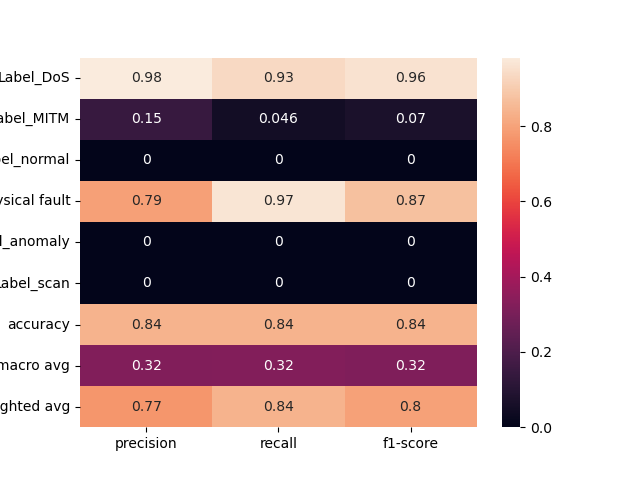 Label_DoS 0.98 0.93 0.96
abel_MITM 0.15 0.046 0.07
el_normal 0 0 0
ysical fault 0.79 0.97 0.87
l_anomaly 0 0 0
Label_scan 0 0 0
accuracy 0.84 0.84 0.84
macro avg 0.32 0.32 0.32
ghted avg 0.77 0.84 0.8
precision recall f1-score
0.8
0.6
0.4
0.2
0.0